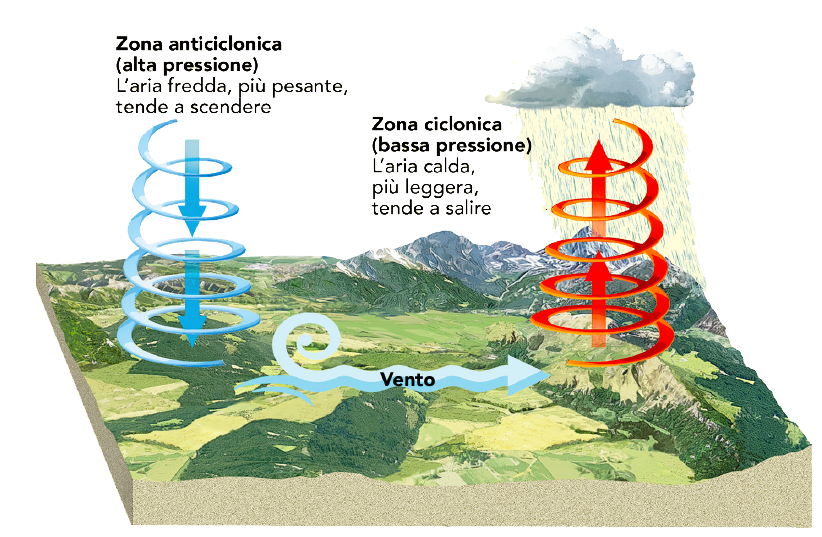 Zona anticiclonica
(alta pressione)
L'aria fredda, più pesante,
tende a scendere
Zona ciclonica
(bassa pressione)
L'aria calda,
più leggera,
tende a salire
Vento